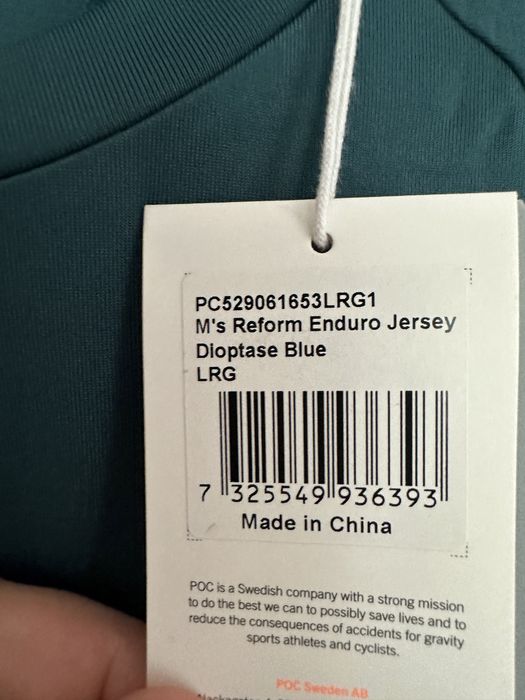 PC529061653LRG1
M's Reform Enduro Jersey
Dioptase Blue
LRG
7 325549 936393
Made in China
POC is a Swedish company with a strong mission
to do the best we can to possibly save lives and to
reduce the consequences of accidents for gravity
sports athletes and cyclists.
POC Sweden AB